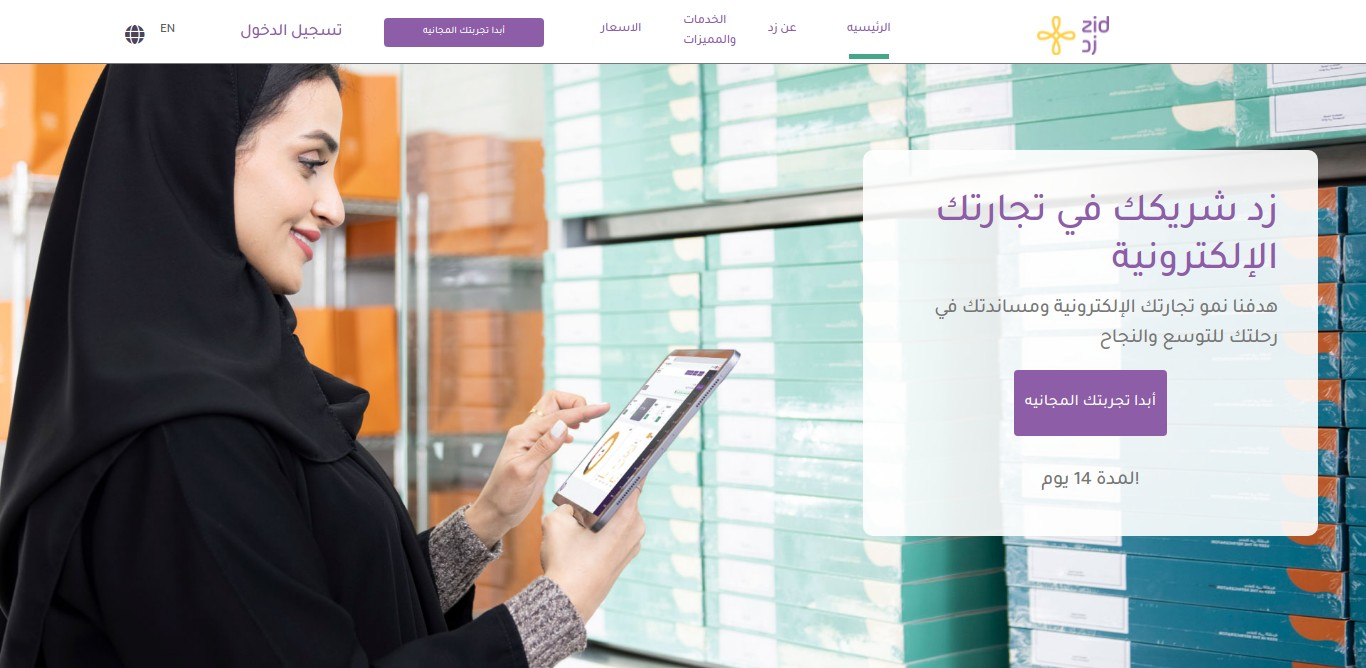 zid
زد
الرئيسيه
عن زد
الخدمات
والمميزات
الاسعار
أبدا تجربتك المجانيه
تسجيل الدخول
EN
زد شريكك في تجارتك
الإلكترونية
هدفنا نمو تجارتك الإلكترونية ومساندتك في
رحلتك للتوسع والنجاح
أبدا تجربتك المجانيه
!لمدة 14 يوم